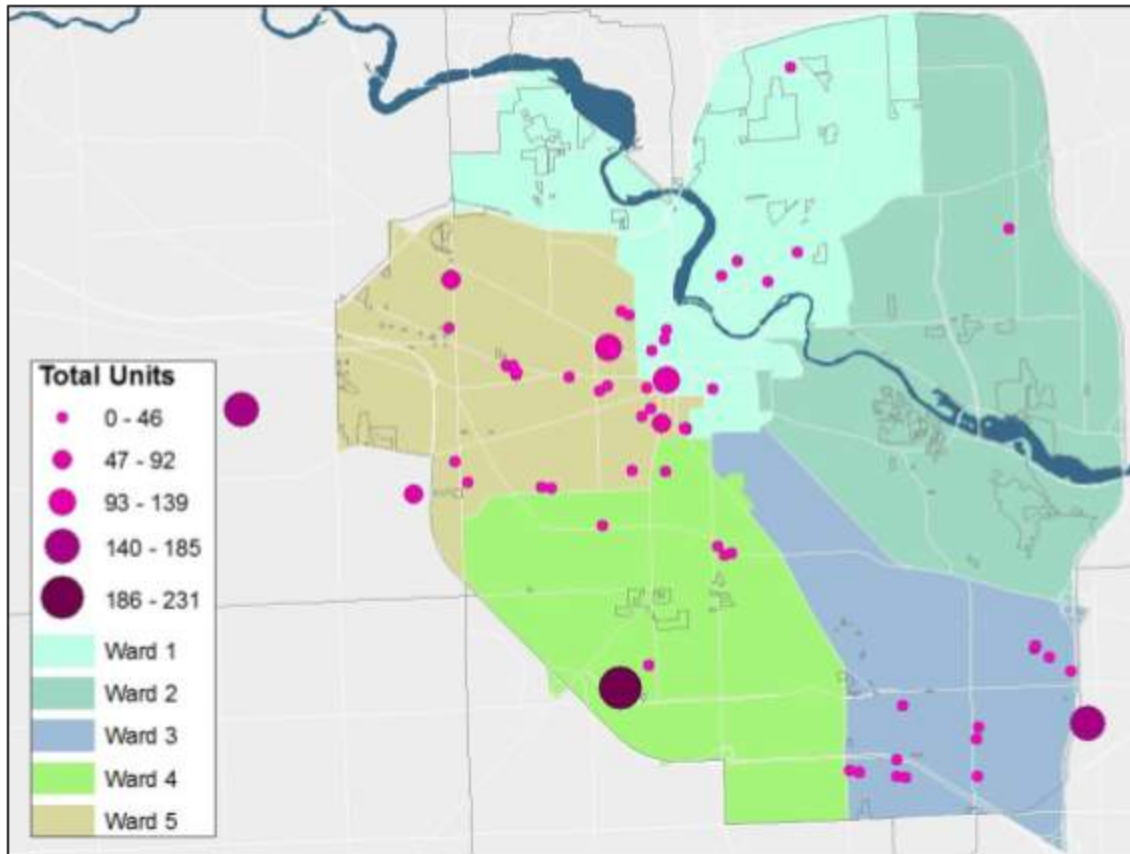 Total Units
0 - 46
47 - 92
93 - 139
140 - 185
186 - 231
Ward 1
Ward 2
Ward 3
Ward 4
Ward 5